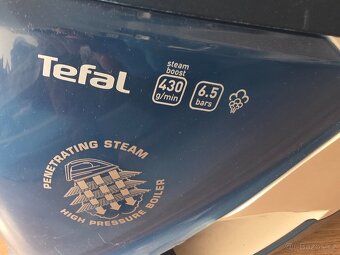 Tefal
steam
boost
430
g/min
6.5
bars
PENETRATING STEAM
HIGH PRESSURE BOILER